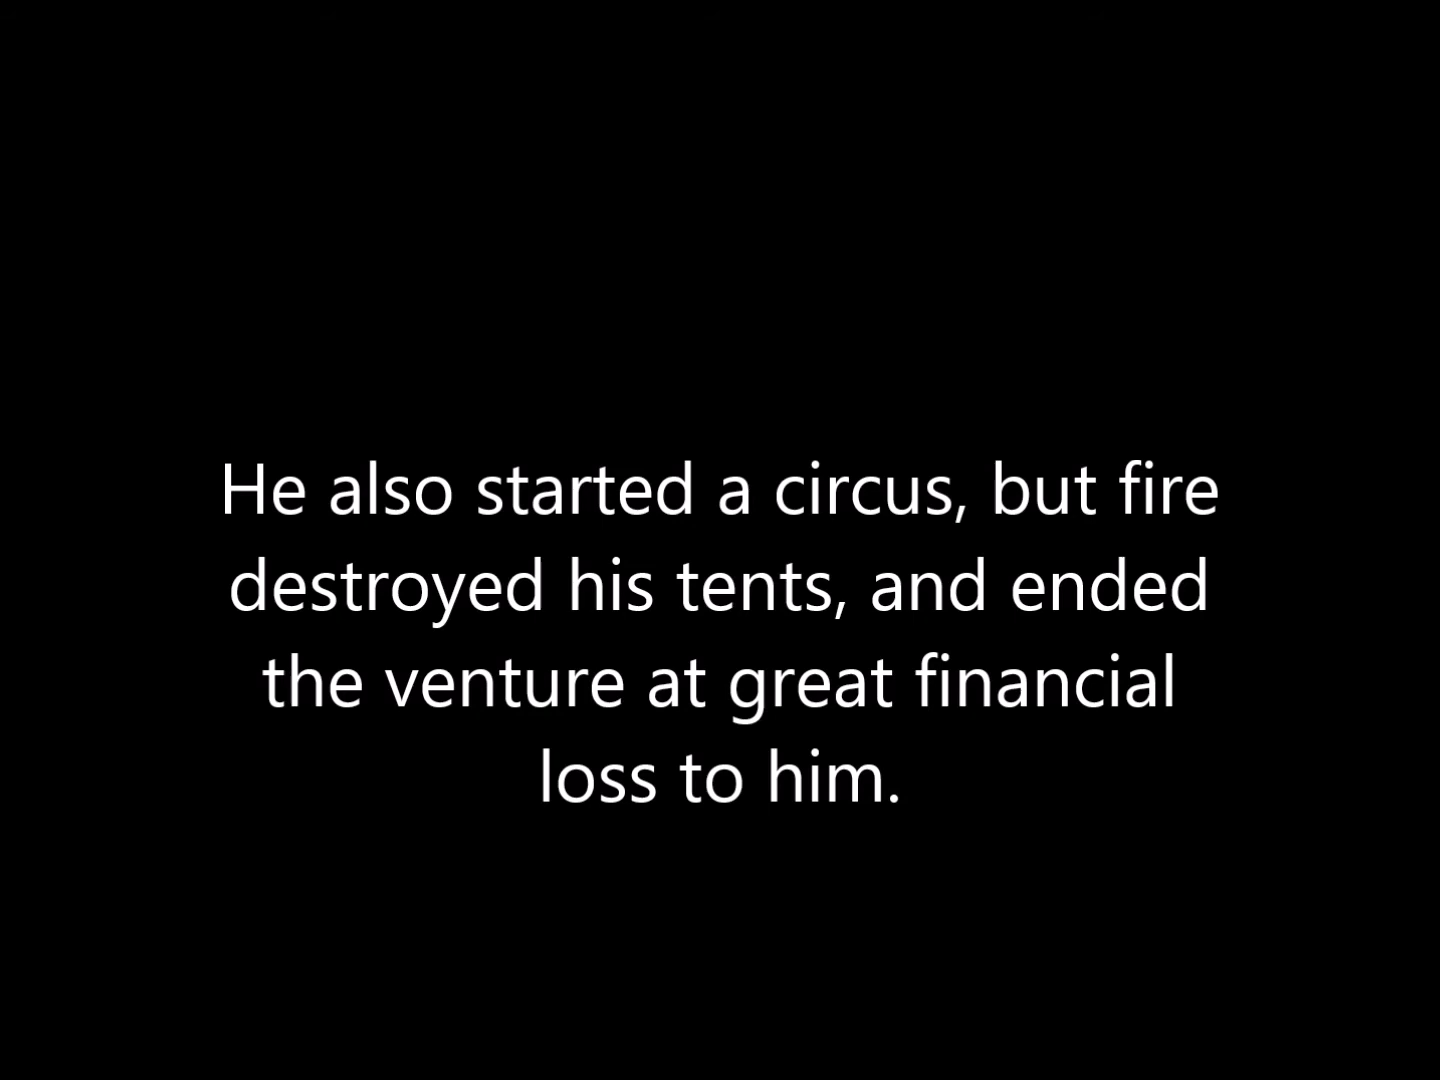 He also started a circus, but fire
destroyed his tents, and ended
the venture at great financial
loss to him.